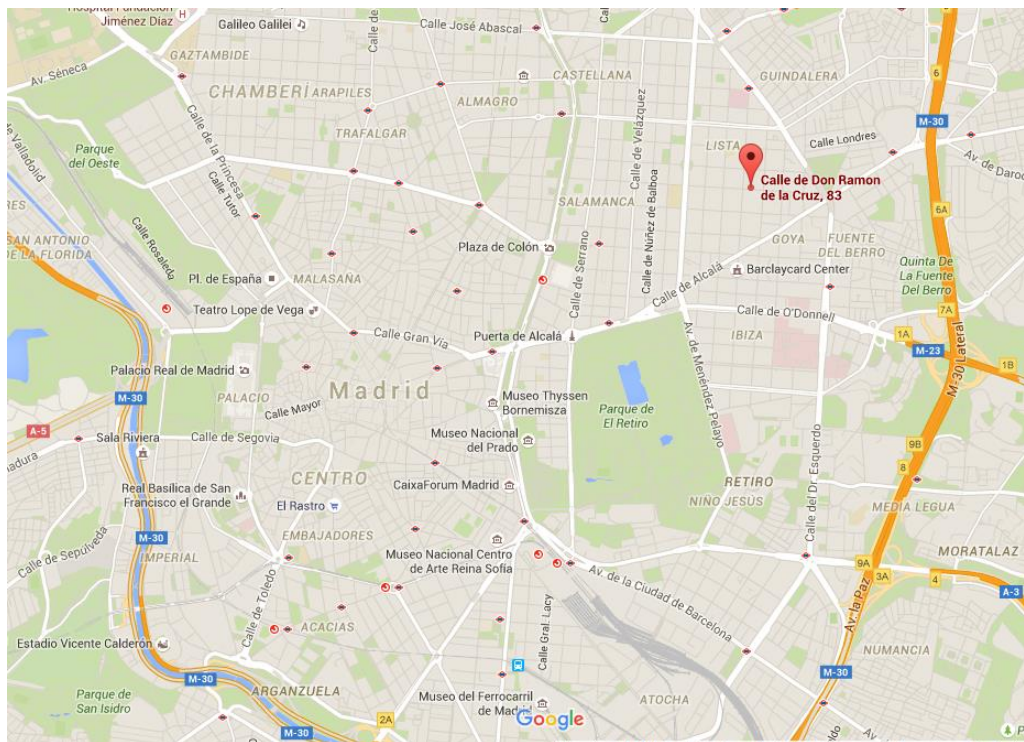 Hospital Fundación
Jiménez Díaz
H
Galileo Galilei
Calle José Abascal
Calle de
GAZTAMBIDE
Av. Séneca
CASTELLANA
GUINDALERA
6
CHAMBERÍ
ARAPILES
ALMAGRO
Calle de Velázquez
M-30
de Valladolid
Calle de la Princesa
TRAFALGAR
LISTA
Calle Londres
Av. de Daroca
Parque
del Oeste
Calle Tutor
Calle de Don Ramon
de la Cruz, 83
SALAMANCA
Calle de Núñez de Balboa
6A
SAN ANTONIO
DE LA FLORIDA
Calle Rosaleda
Plaza de Colón
Calle de Serrano
GOYA
FUENTE
DEL BERRO
Quinta De
La Fuente
Del Berro
Pl. de España
MALASAÑA
Calle de Alcalá
Barclaycard Center
Teatro Lope de Vega
Calle de O'Donnell
7A
Calle Gran Vía
Puerta de Alcalá
IBIZA
1A
M-23
1B
M-30 Lateral
Av. de Menéndez Pelayo
Palacio Real de Madrid
PALACIO
Madrid
M-30
Calle Mayor
Museo Thyssen
Bornemisza
Parque de
El Retiro
A-5
Sala Riviera
Calle de Segovia
Museo Nacional
del Prado
Calle del Dr. Esquerdo
9B
8
CENTRO
CaixaForum Madrid
RETIRO
NIÑO JESÚS
Real Basílica de San
Francisco el Grande
El Rastro
MEDIA LEGUA
M-30
EMBAJADORES
Calle de Sepúlveda
IMPERIAL
Museo Nacional Centro
de Arte Reina Sofía
MORATALAZ
9A
3A
4
A-3
Av. de la Ciudad de Barcelona
Calle de Toledo
Calle Gral. Lacy
Av. la Paz
ACACIAS
Estadio Vicente Calderón
NUMANCIA
M-30
M-30
ARGANZUELA
Parque de
San Isidro
Museo del Ferrocarril
de Madrid
ATOCHA
2A
Google
M-30